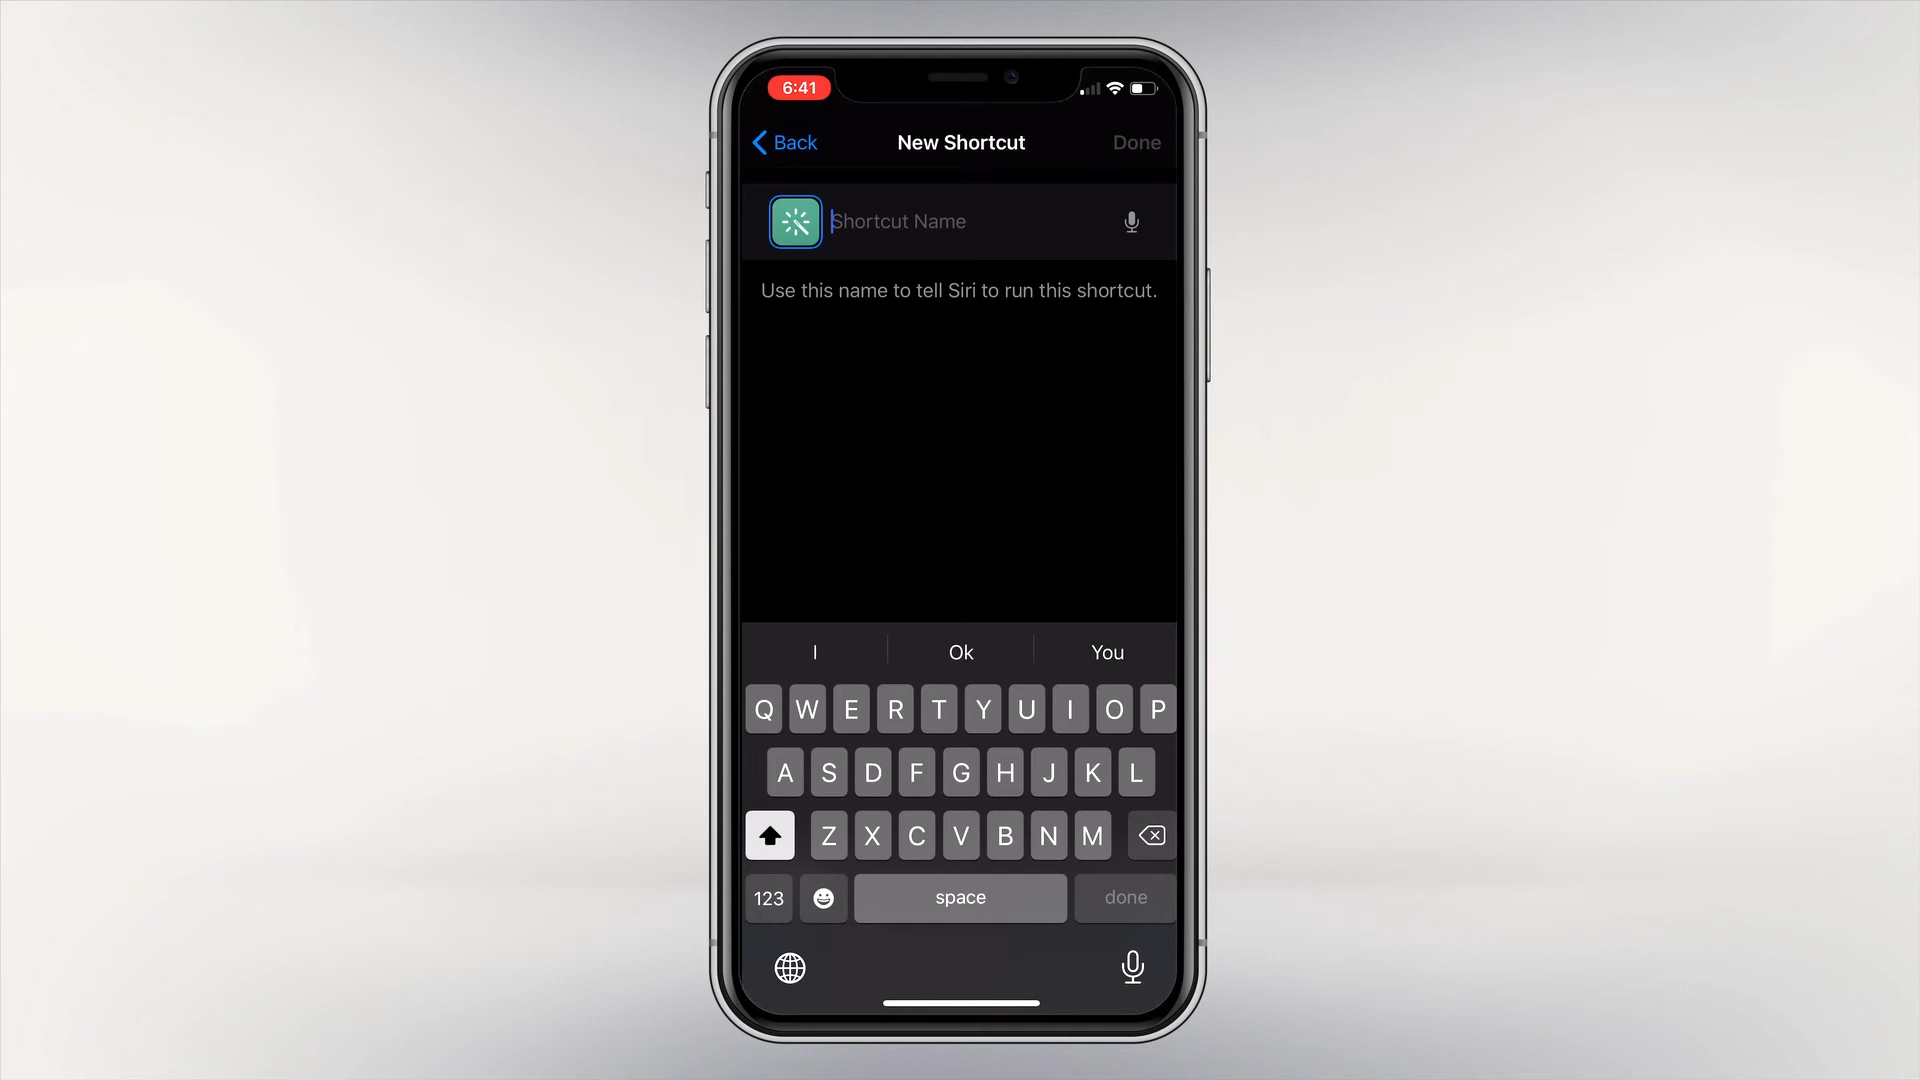 6:41
Back New Shortcut Done
Shortcut Name
Use this name to tell Siri to run this shortcut.
I Ok You
Q W E R T Y U I O P
A S D F G H J K L
Z X C V B N M
123 space done